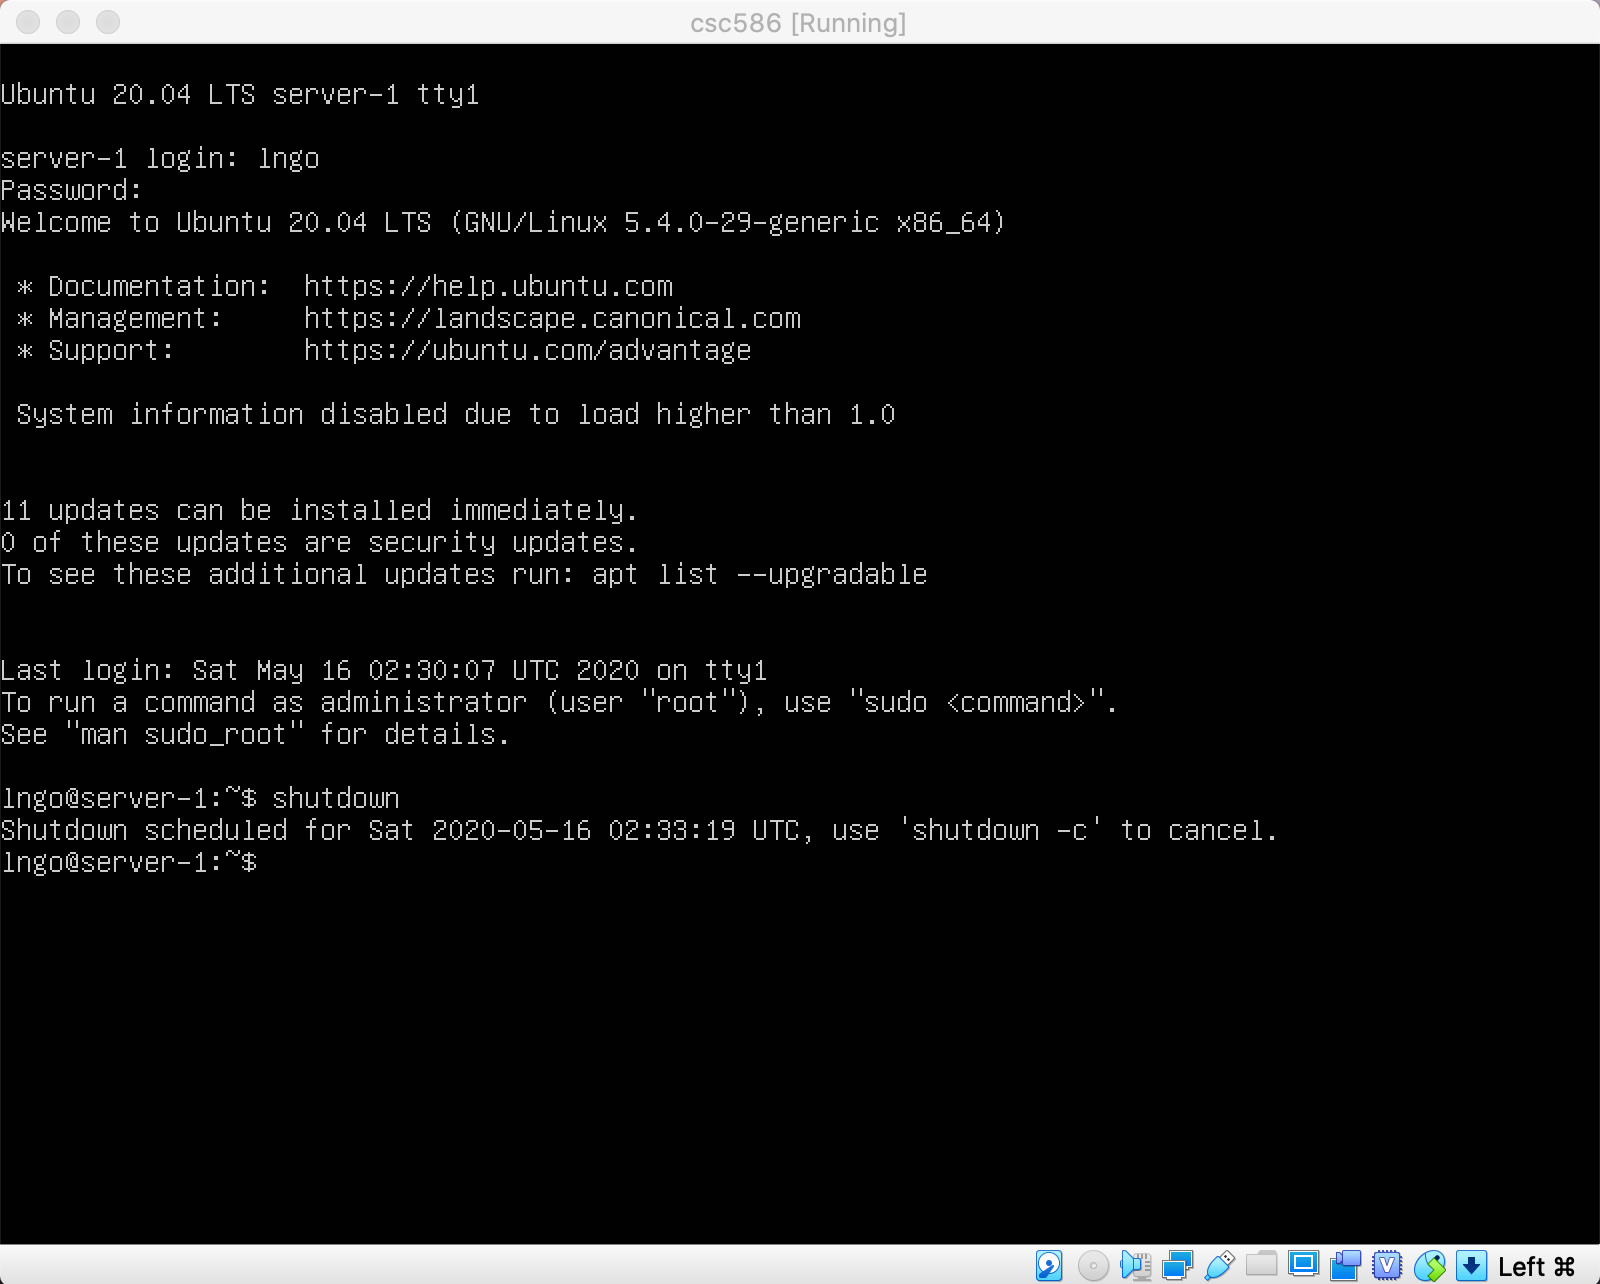 csc586 [Running]
Ubuntu 20.04 LTS server-1 tty1
server-1 login: lngo
Password:
Welcome to Ubuntu 20.04 LTS (GNU/Linux 5.4.0-29-generic x86_64)
 * Documentation:  https://help.ubuntu.com
 * Management:     https://landscape.canonical.com
 * Support:        https://ubuntu.com/advantage
 System information disabled due to load higher than 1.0
11 updates can be installed immediately.
0 of these updates are security updates.
To see these additional updates run: apt list --upgradable
Last login: Sat May 16 02:30:07 UTC 2020 on tty1
To run a command as administrator (user "root"), use "sudo <command>".
See "man sudo_root" for details.
lngo@server-1:~$ shutdown
Shutdown scheduled for Sat 2020-05-16 02:33:19 UTC, use 'shutdown -c' to cancel.
lngo@server-1:~$
V
Left ⌘